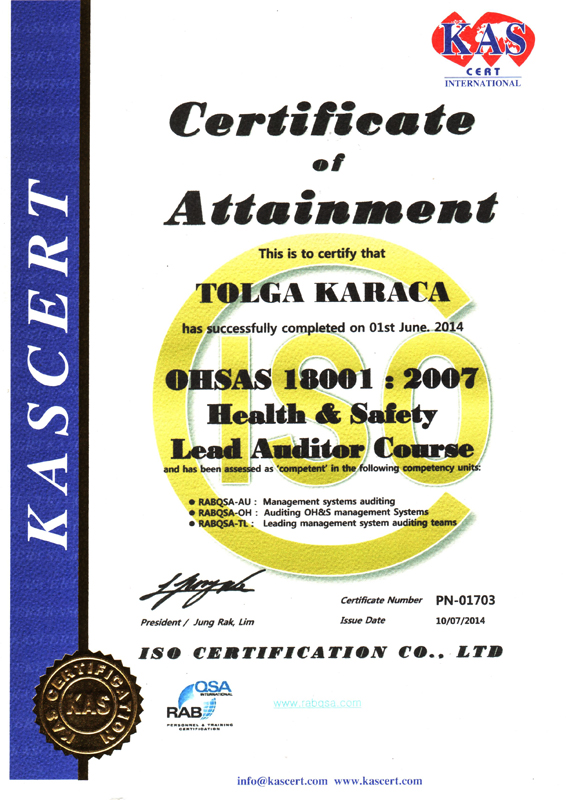 KAS
CERT
INTERNATIONAL
KASCERT
Certificate
of
Attainment
This is to certify that
TOLGA KARACA
has successfully completed on 01st June. 2014
ISO
OHSAS 18001 : 2007
Health & Safety
Lead Auditor Course
and has been assessed as 'competent' in the following competency units:
● RABQSA-AU : Management systems auditing
● RABQSA-OH : Auditing OH&S management Systems
● RABQSA-TL : Leading management system auditing teams
Certificate Number PN-01703
President / Jung Rak, Lim
Issue Date 10/07/2014
ISO CERTIFICATION CO., LTD
KAS CERTIFICATION
KAS
QSA
INTERNATIONAL
RAB
PERSONNEL & TRAINING
CERTIFICATION
www.rabqsa.com
info@kascert.com www.kascert.com